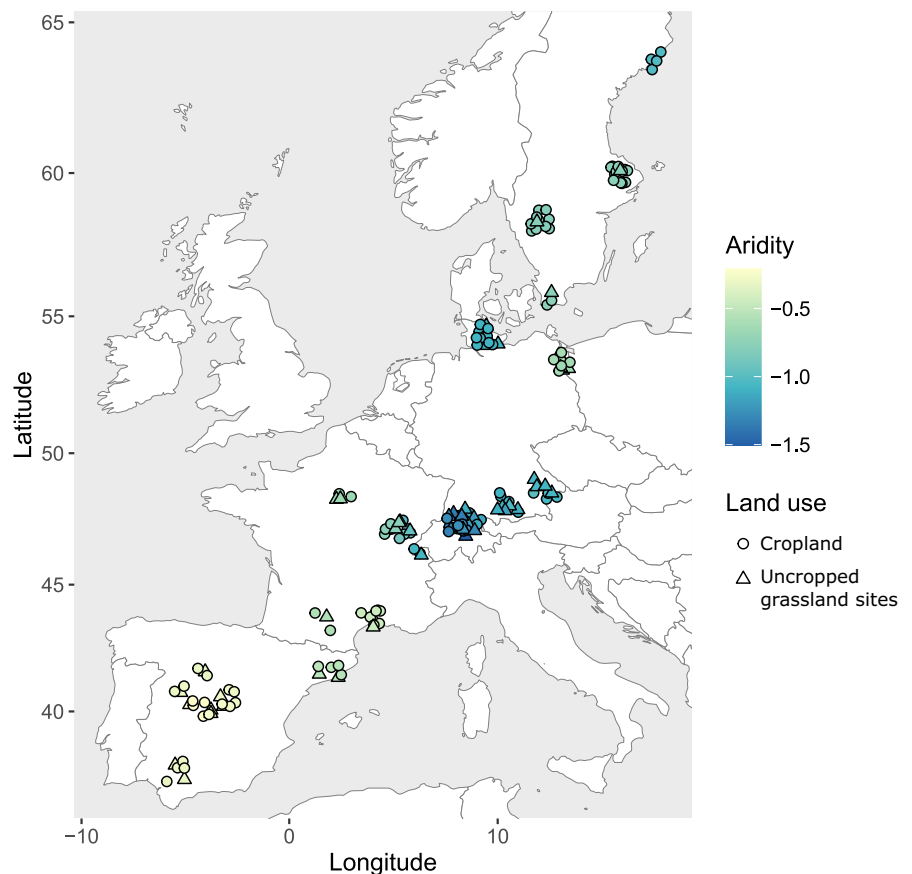 65
60
55
50
45
40
Latitude
−10
0
10
Longitude
Aridity
−0.5
−1.0
−1.5
Land use
Cropland
Uncropped
grassland sites